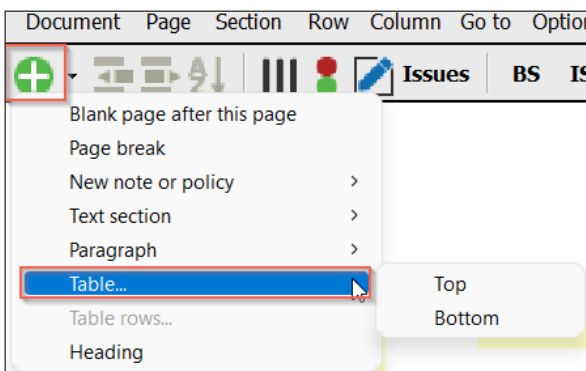 Document Page Section Row Column Go to Optio
Issues BS IS
Blank page after this page
Page break
New note or policy
Text section
Paragraph
Table...
Top
Table rows...
Bottom
Heading